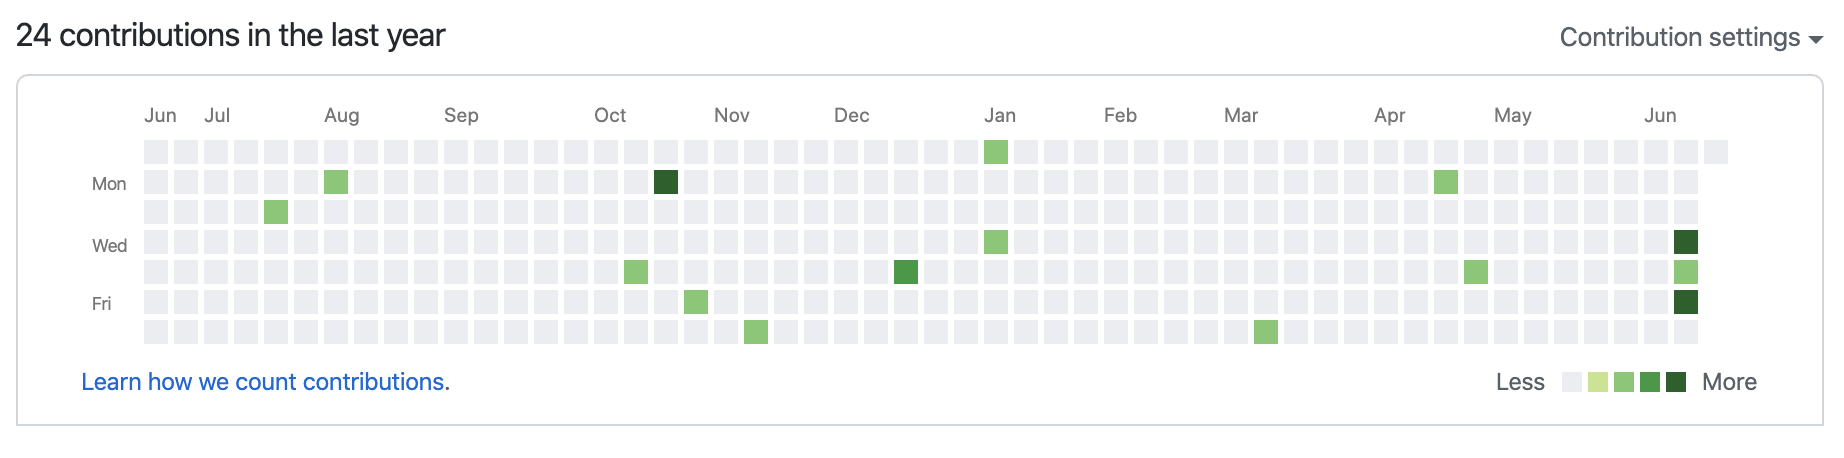 24 contributions in the last year
Contribution settings
Jun Jul Aug Sep Oct Nov Dec Jan Feb Mar Apr May Jun
Mon
Wed
Fri
Learn how we count contributions.
Less More